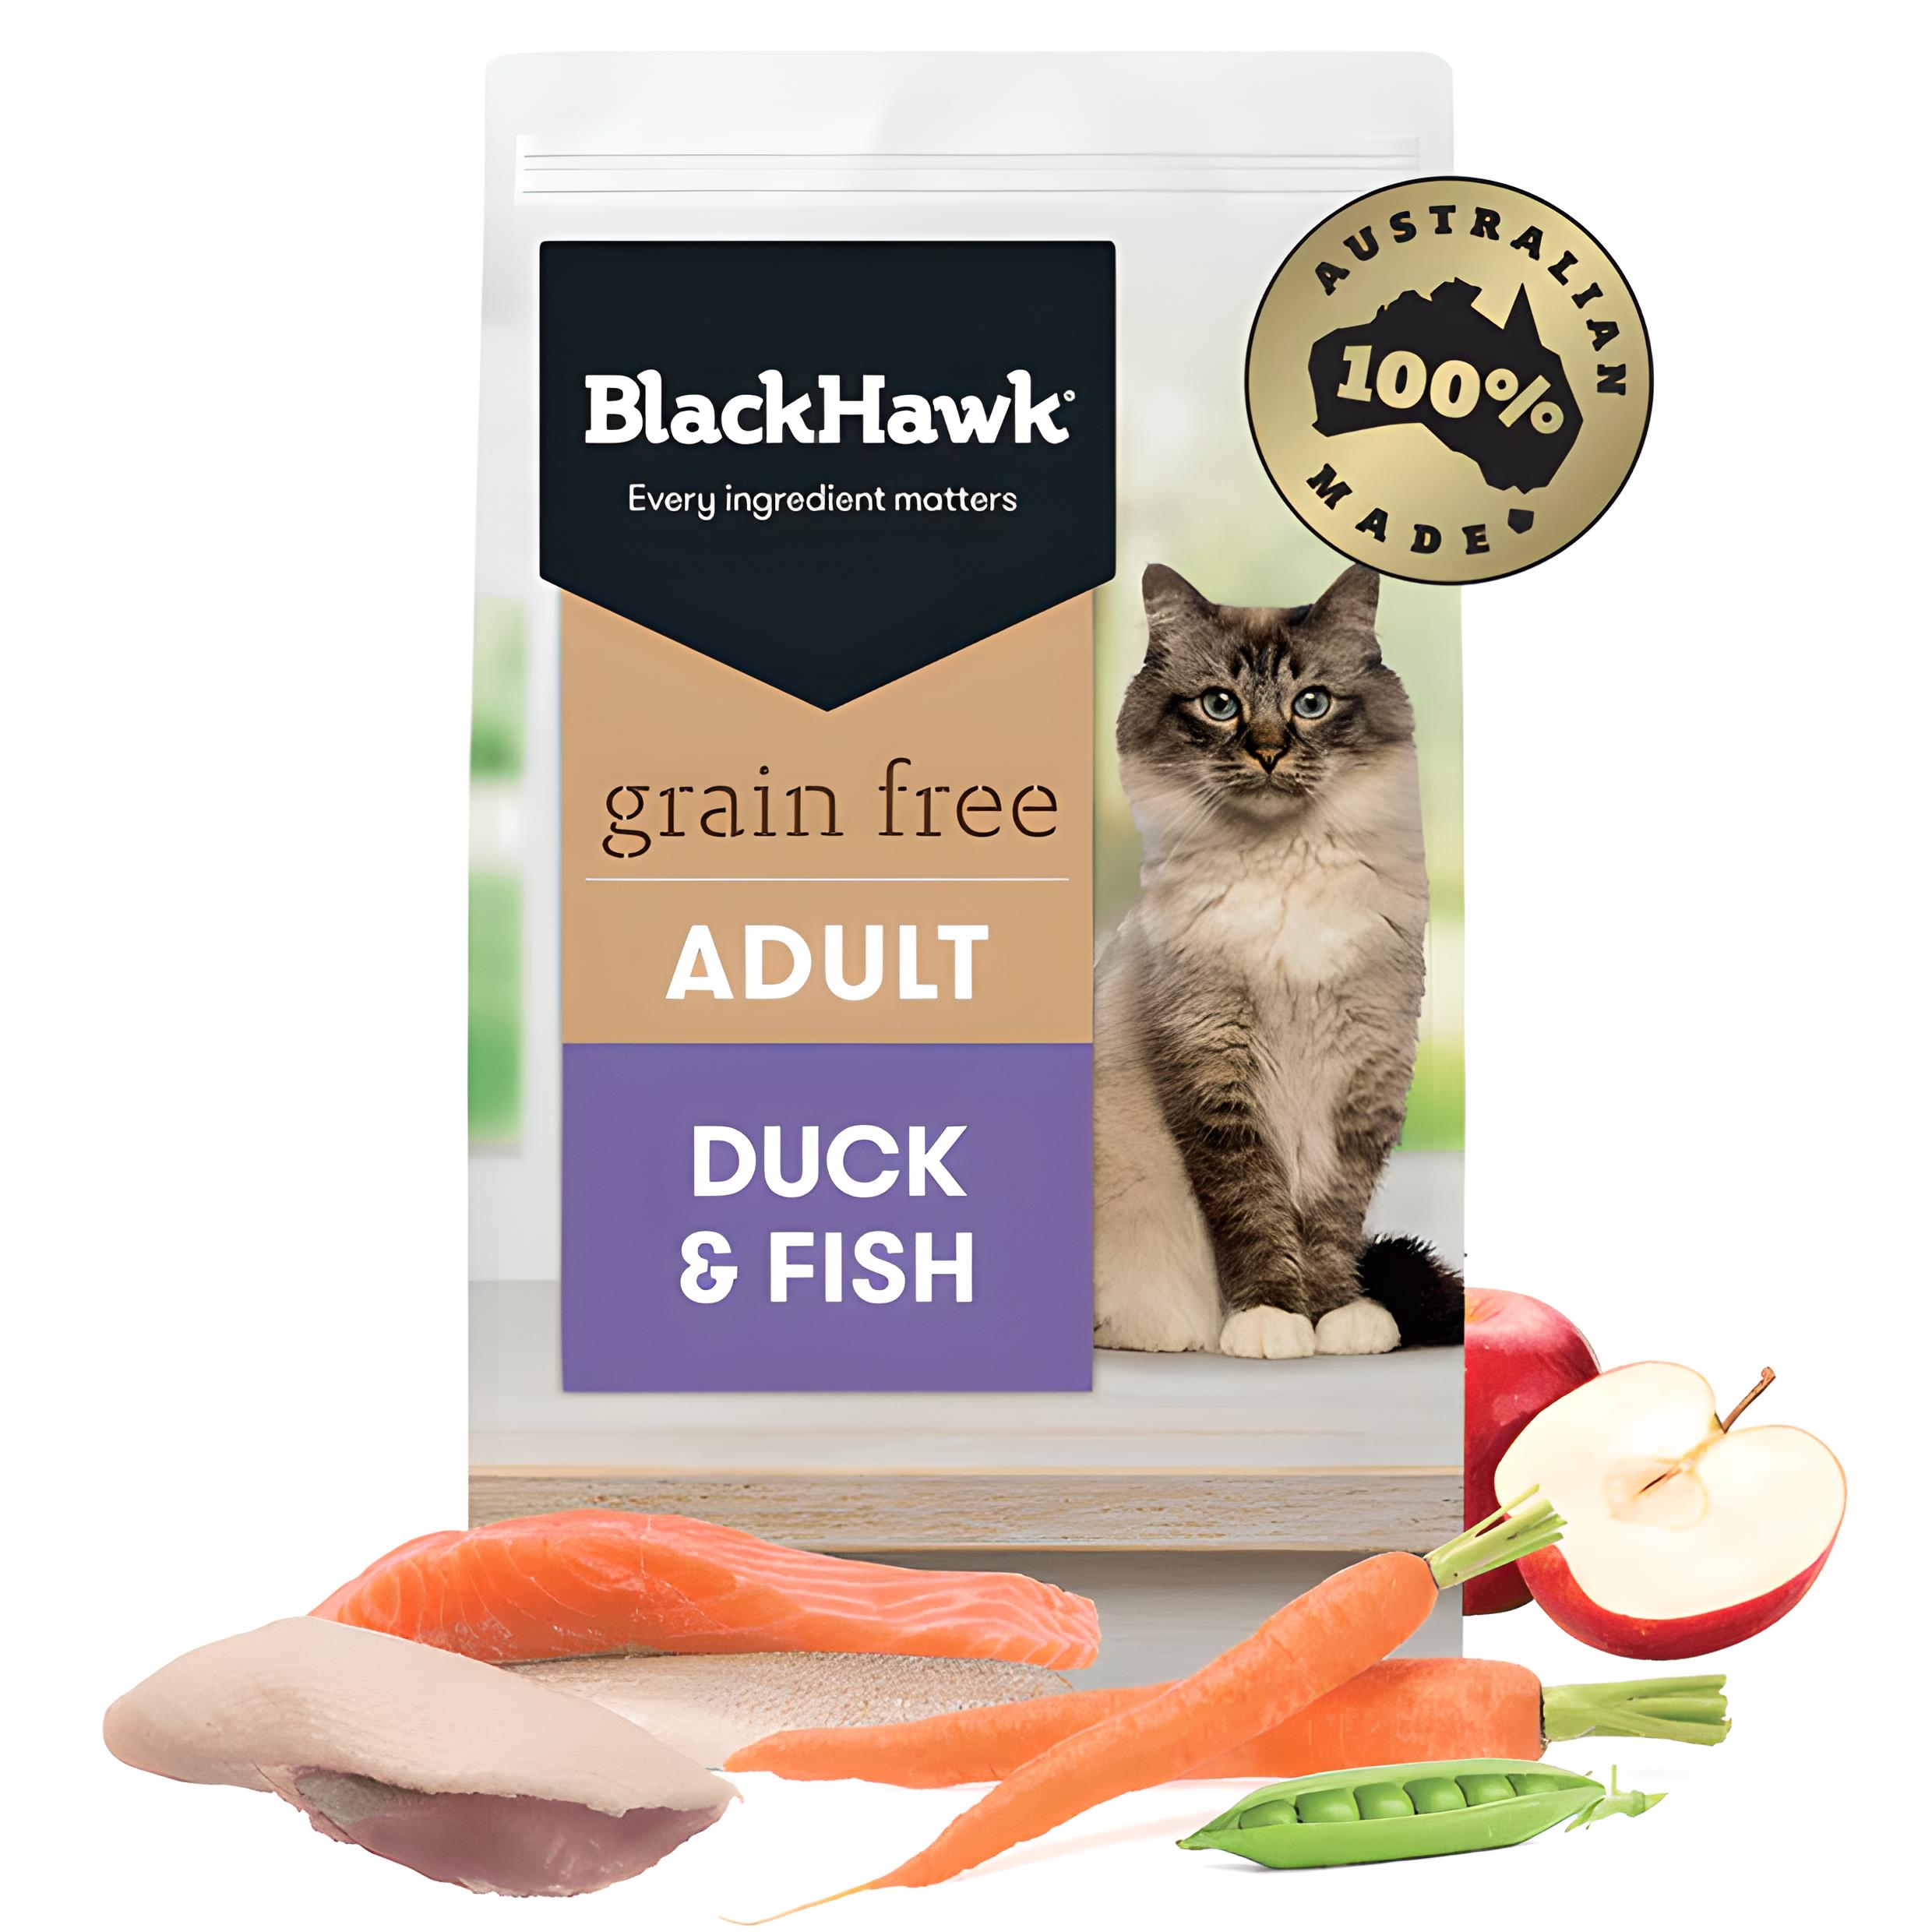 BlackHawk®
Every ingredient matters
grain free
ADULT
DUCK
& FISH
AUSTRALIAN
100%
MADE